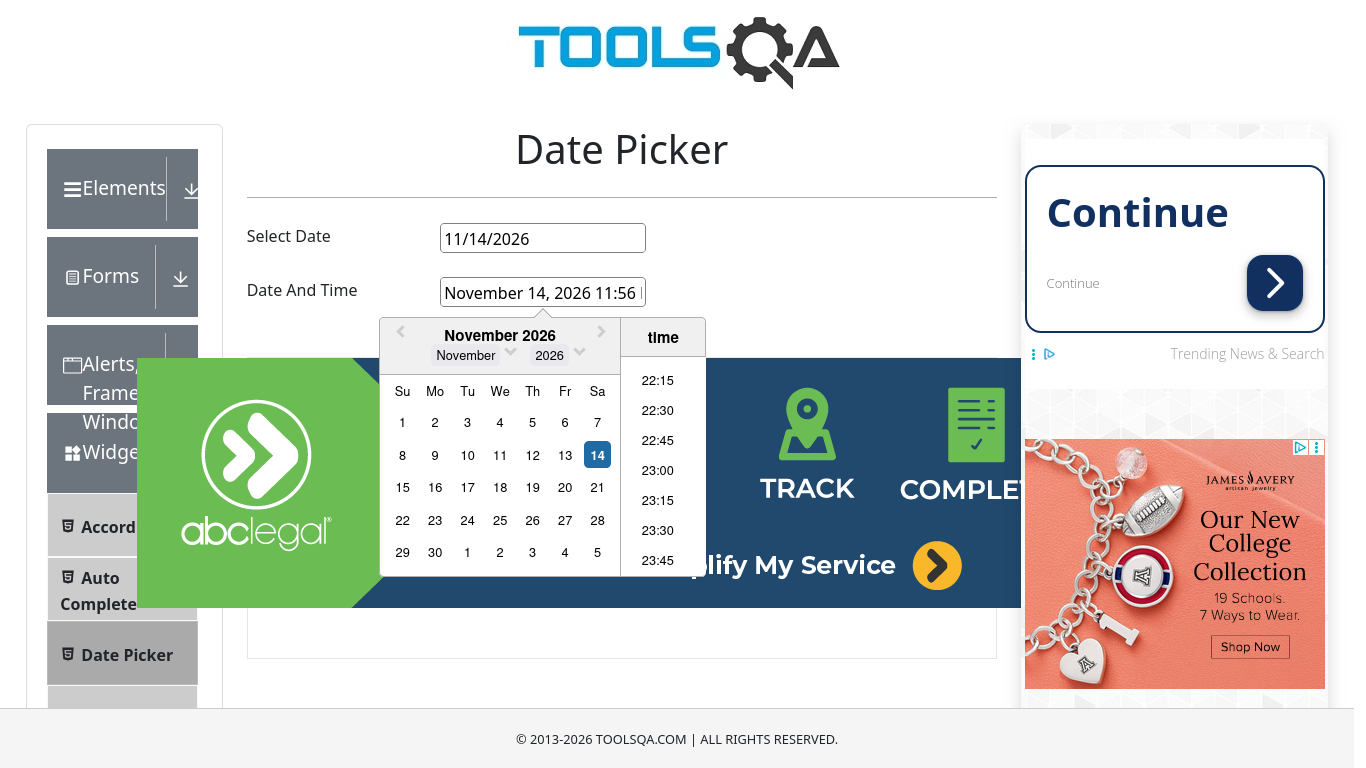 TOOLSQA
Date Picker
Elements
Forms
Alerts,
Frame
Windo
Widge
Accord
Auto
Complete
Date Picker
Select Date
11/14/2026
Date And Time
November 14, 2026 11:56
November 2026
November 2026
Su Mo Tu We Th Fr Sa
1 2 3 4 5 6 7
8 9 10 11 12 13 14
15 16 17 18 19 20 21
22 23 24 25 26 27 28
29 30 1 2 3 4 5
time
22:15
22:30
22:45
23:00
23:15
23:30
23:45
abclegal
TRACK
COMPLET
plify My Service
Continue
Continue
Trending News & Search
JAMES AVERY
artisan jewelry
Our New
College
Collection
19 Schools.
7 Ways to Wear.
Shop Now
© 2013-2026 TOOLSQA.COM | ALL RIGHTS RESERVED.